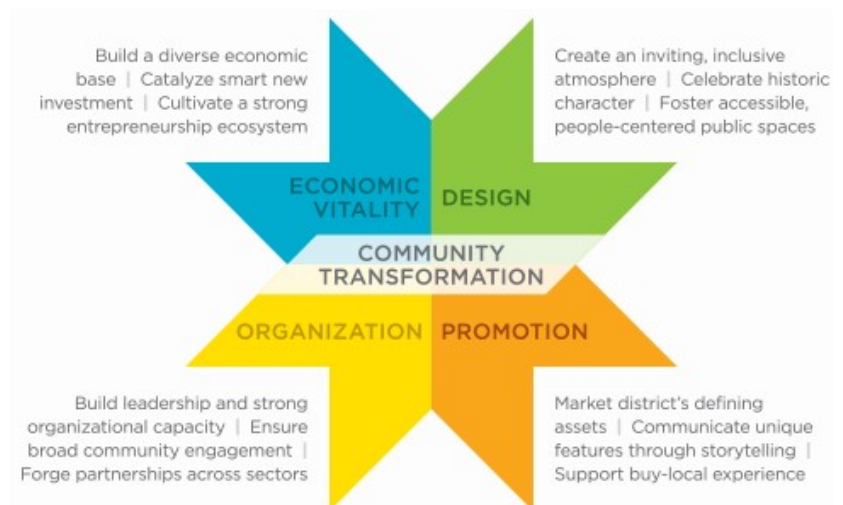 Build a diverse economic
base | Catalyze smart new
investment | Cultivate a strong
entrepreneurship ecosystem
Create an inviting, inclusive
atmosphere | Celebrate historic
character | Foster accessible,
people-centered public spaces
ECONOMIC
VITALITY
DESIGN
COMMUNITY
TRANSFORMATION
ORGANIZATION
PROMOTION
Build leadership and strong
organizational capacity | Ensure
broad community engagement |
Forge partnerships across sectors
Market district's defining
assets | Communicate unique
features through storytelling |
Support buy-local experience